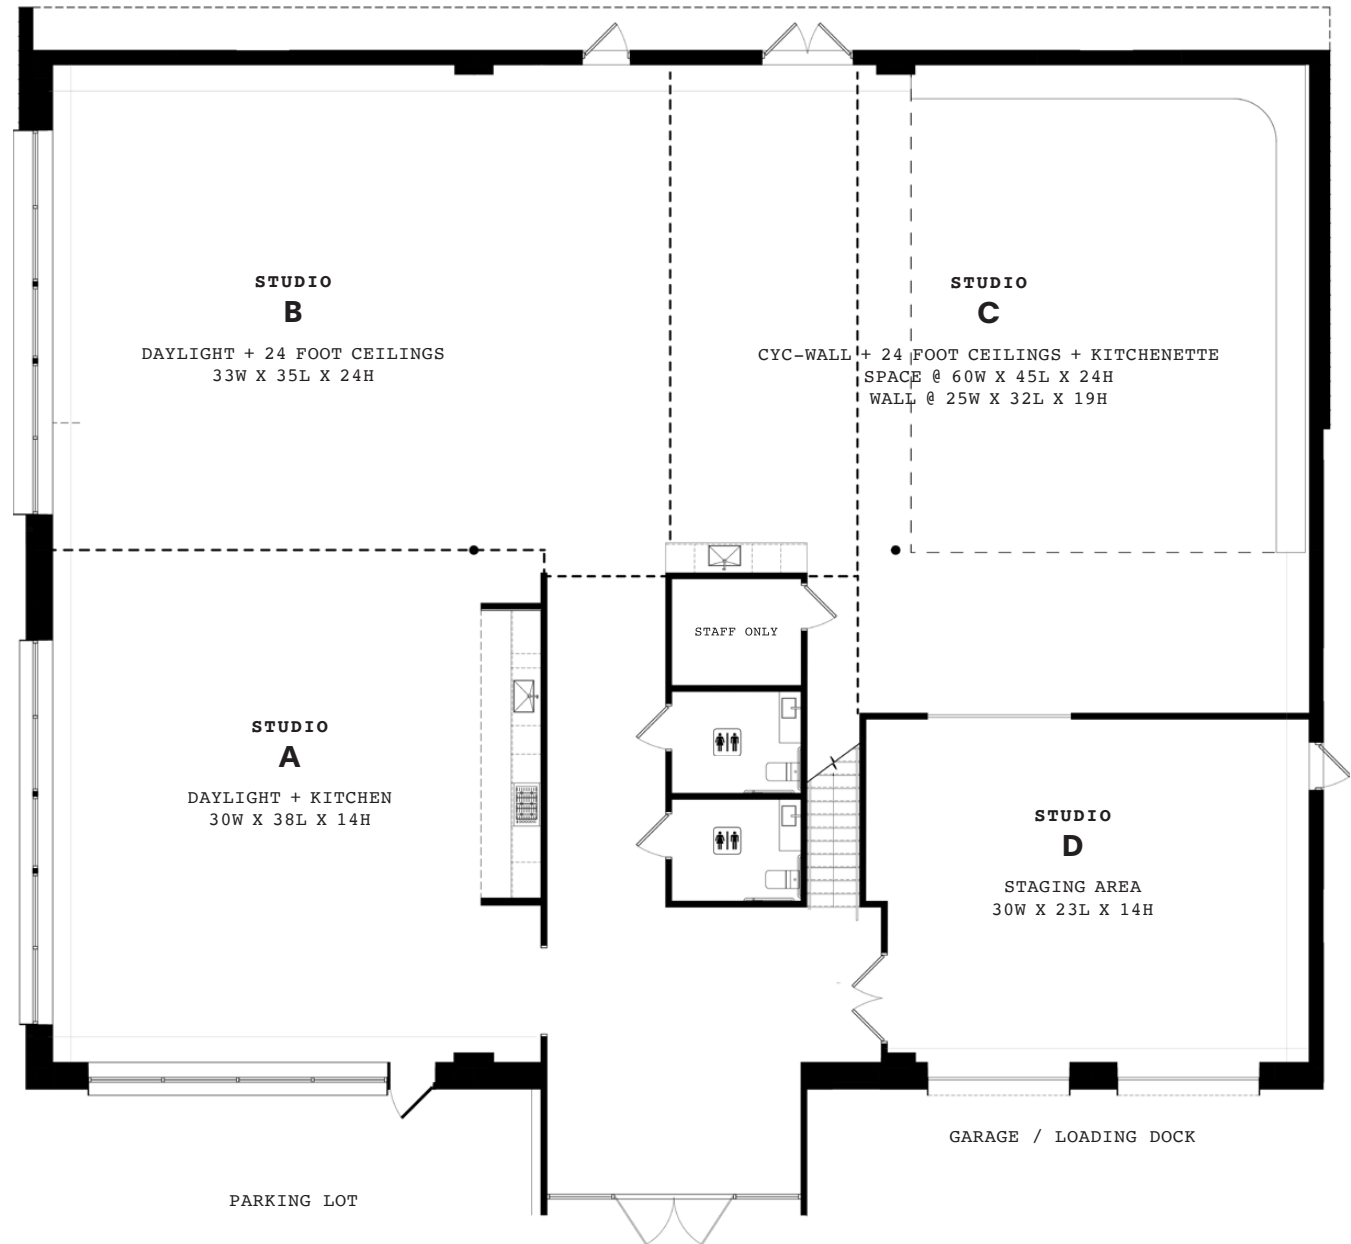 STUDIO
B
DAYLIGHT + 24 FOOT CEILINGS
33W X 35L X 24H
STUDIO
C
CYC-WALL + 24 FOOT CEILINGS + KITCHENETTE
SPACE @ 60W X 45L X 24H
WALL @ 25W X 32L X 19H
STAFF ONLY
STUDIO
A
DAYLIGHT + KITCHEN
30W X 38L X 14H
STUDIO
D
STAGING AREA
30W X 23L X 14H
GARAGE / LOADING DOCK
PARKING LOT